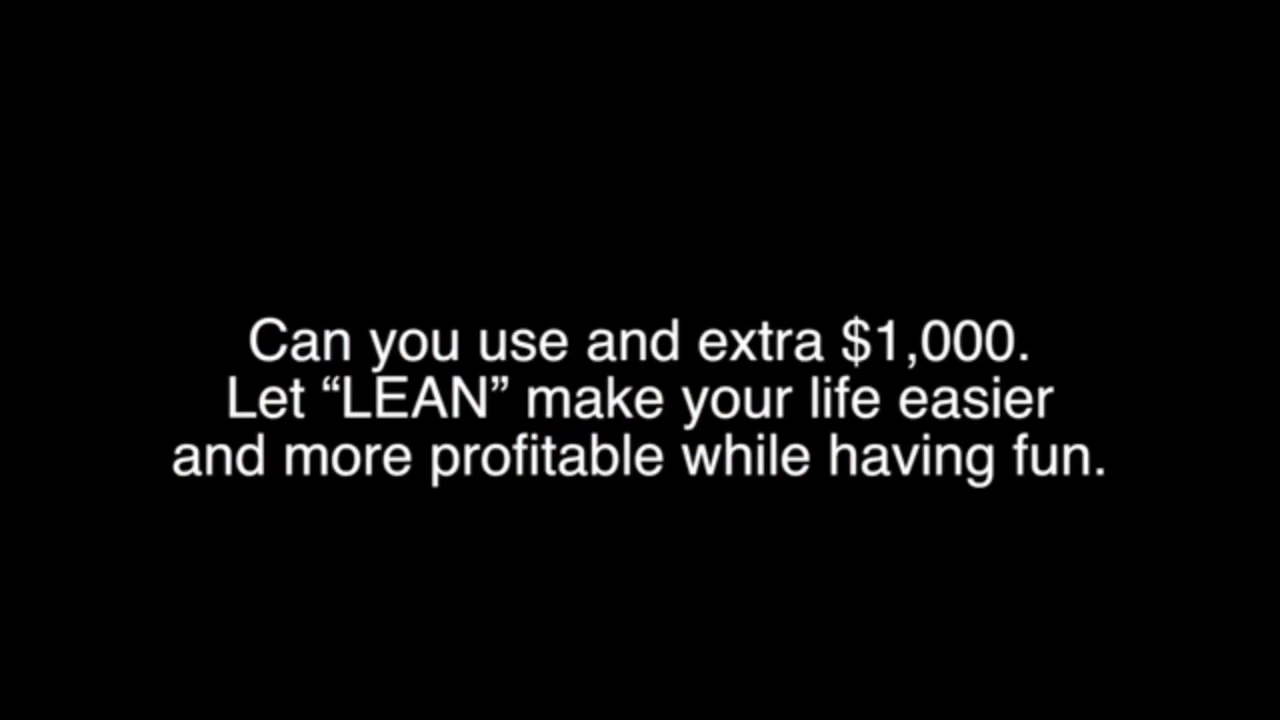 Can you use and extra $1,000.
Let “LEAN” make your life easier
and more profitable while having fun.